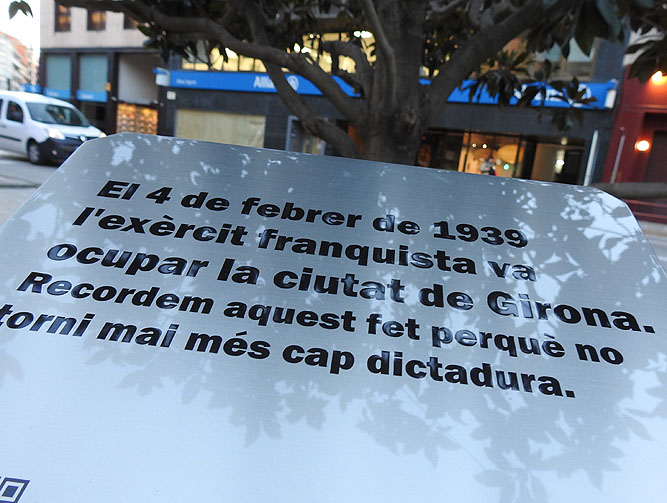 Allianz
El 4 de febrer de 1939
l'exèrcit franquista va
ocupar la ciutat de Girona.
Recordem aquest fet perquè no
torni mai més cap dictadura.